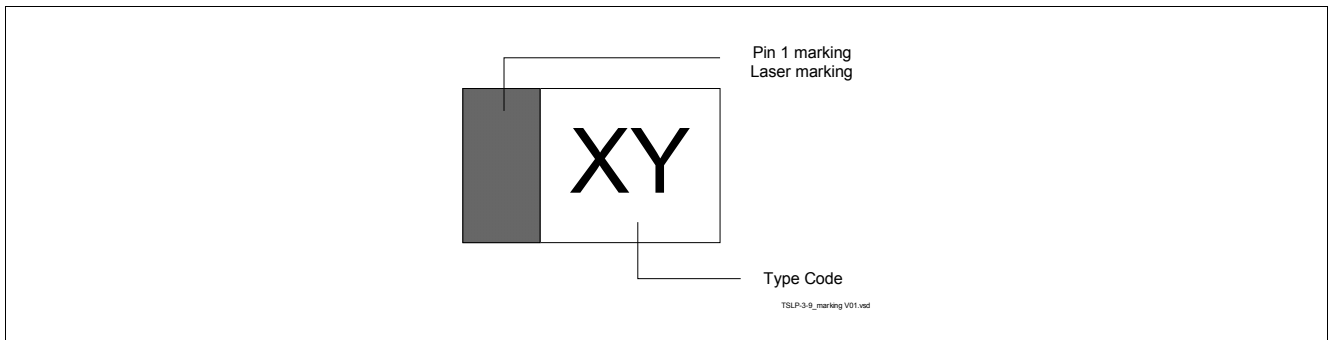 Pin 1 marking
Laser marking
XY
Type Code
TSLP-3-9_marking V01.vsd